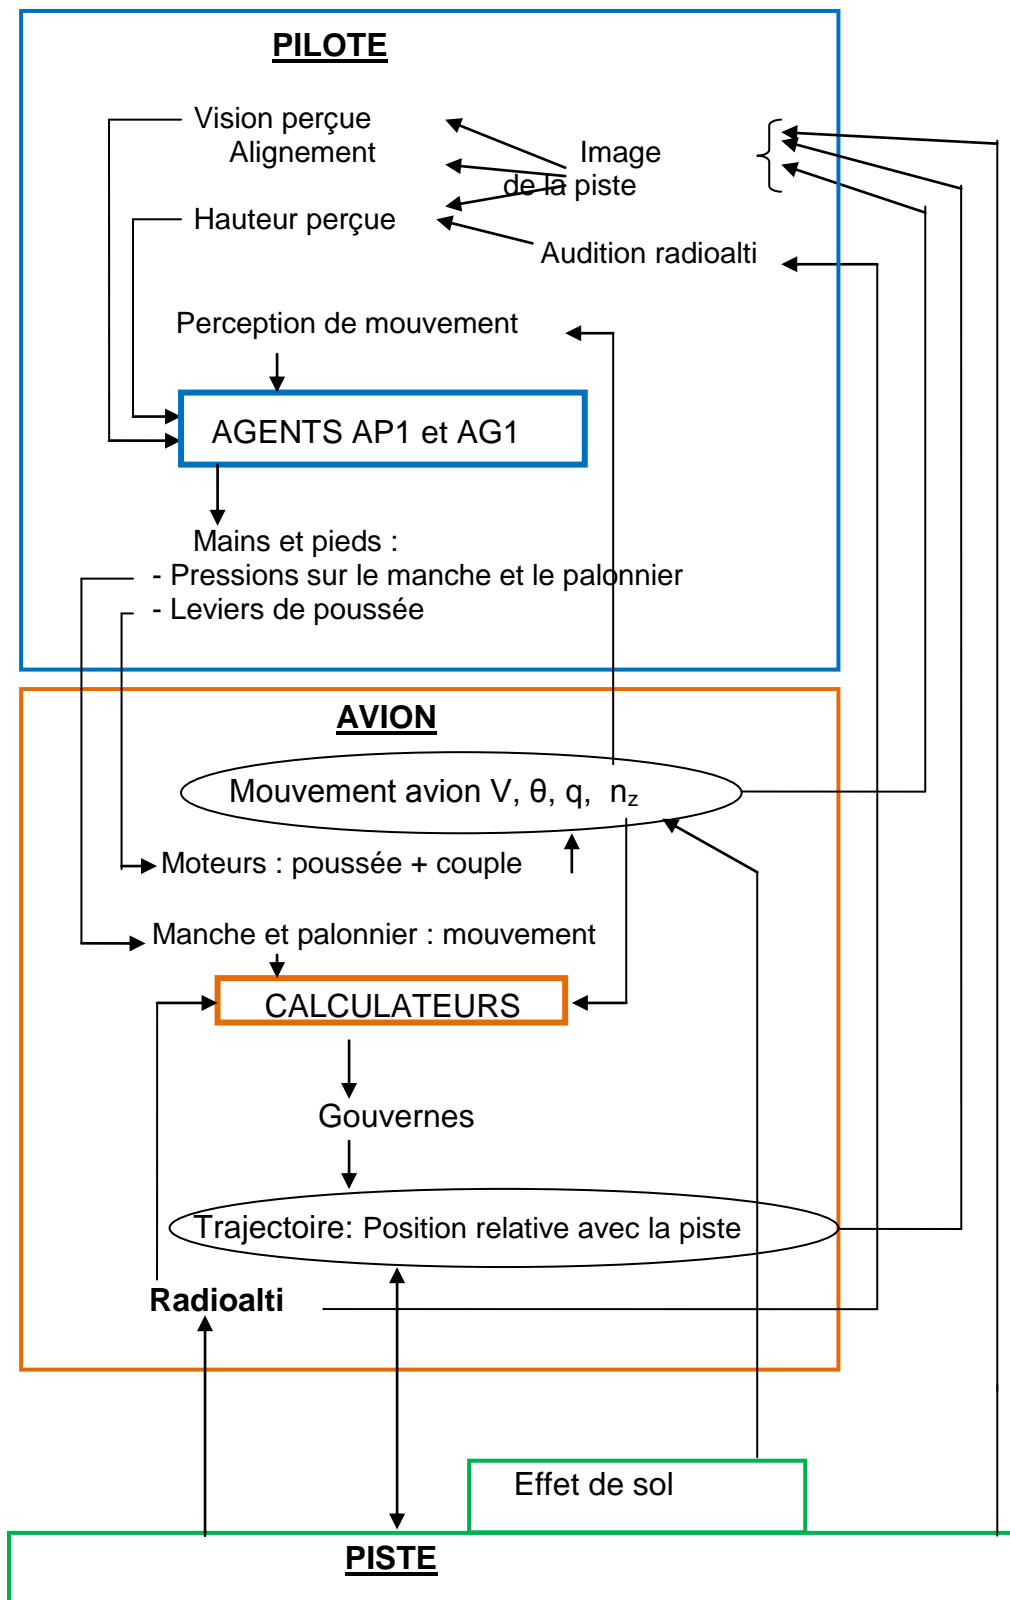 PILOTE
Vision perçue
Alignement
Image
de la piste
Hauteur perçue
Audition radioalti
Perception de mouvement
AGENTS AP1 et AG1
Mains et pieds :
- Pressions sur le manche et le palonnier
- Leviers de poussée
AVION
Mouvement avion V, θ, q, n_z
Moteurs : poussée + couple
Manche et palonnier : mouvement
CALCULATEURS
Gouvernes
Trajectoire: Position relative avec la piste
Radioalti
Effet de sol
PISTE